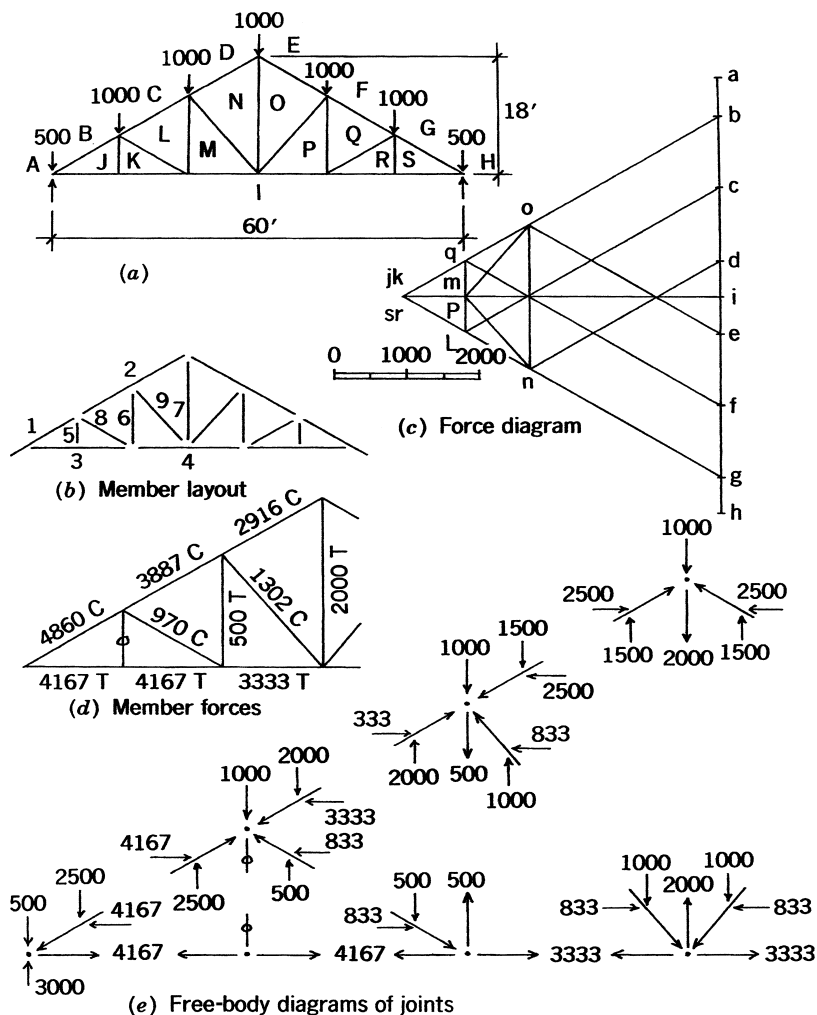 1000
D E
1000 1000
1000 C N O F 1000
500 B L M P Q G 500
A J K R S H
I
18′
60′
(a)
a
b
c
o
q d
jk m i
sr P e
L
n
f
g
h
0 1000 2000
(c) Force diagram
2
1 8 6 9 7
5
3 4
(b) Member layout
2916 C
3887 C
4860 C
970 C
500 T
1302 C
2000 T
0
4167 T 4167 T 3333 T
(d) Member forces
1000
2500 2500
1500 2000 1500
1000 1500
2500
333
833
2000 500 1000
1000 2000
3333
4167 833
2500 500
0
0
500 2500
4167
4167
3000
500 500
833
4167 3333
1000 1000
2000
833 833
3333
(e) Free-body diagrams of joints